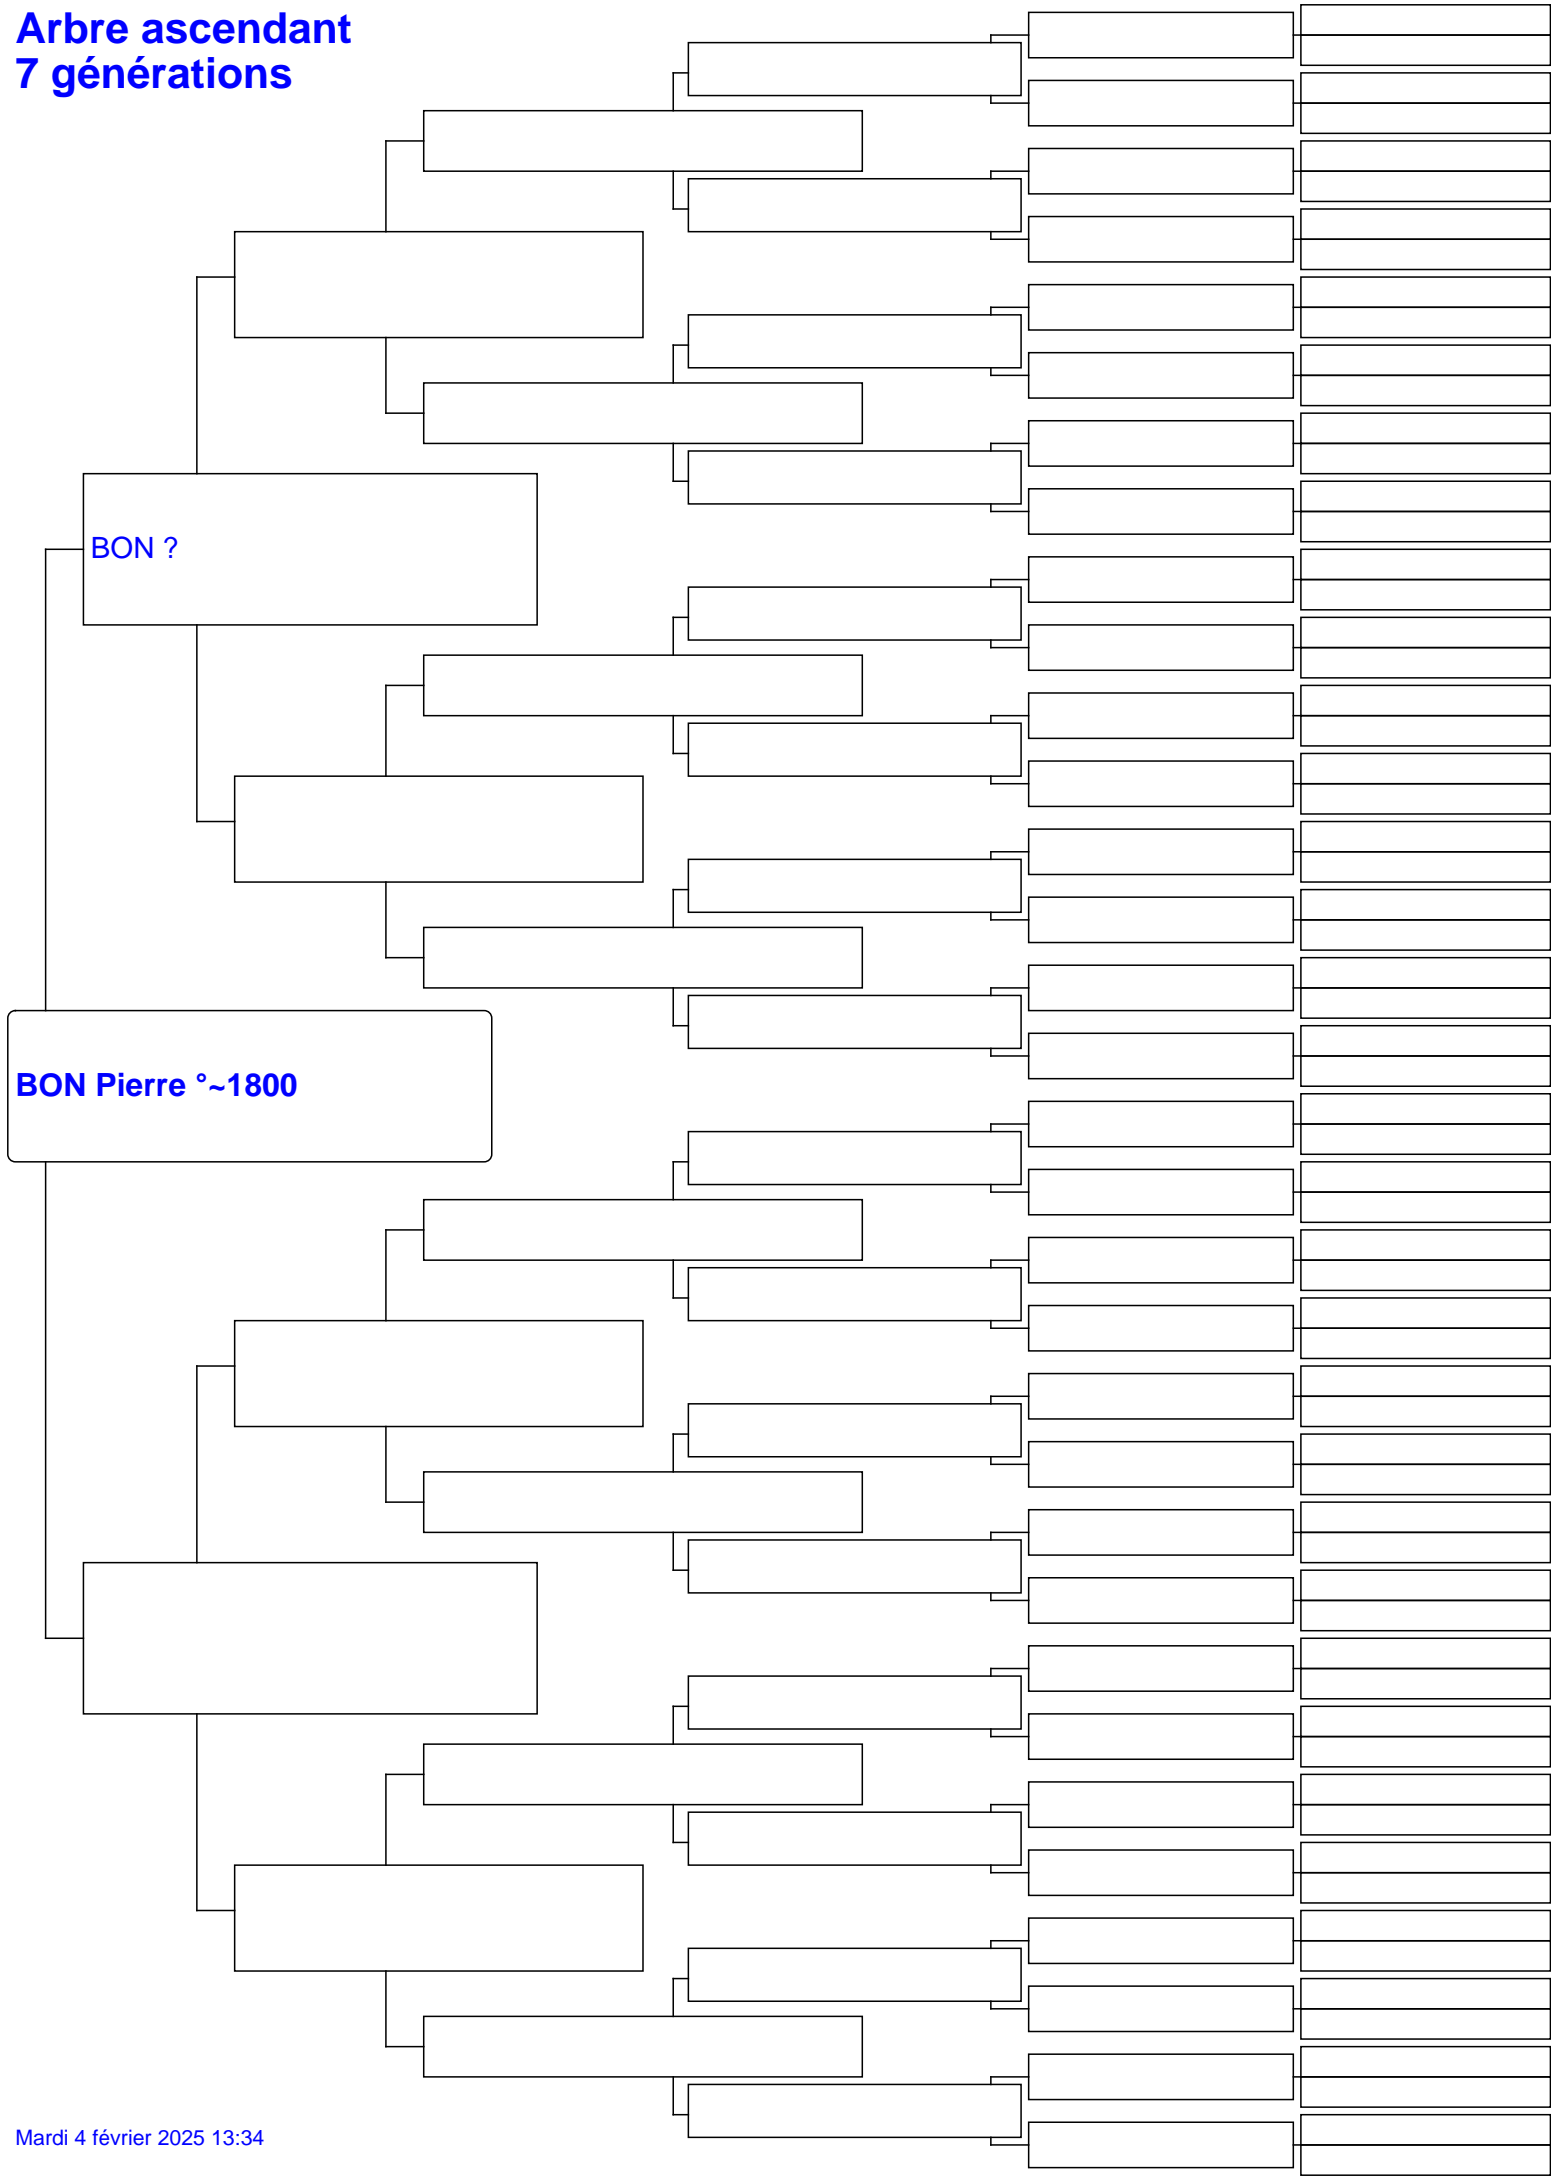 Arbre ascendant
7 générations
BON ?
BON Pierre °~1800
Mardi 4 février 2025 13:34